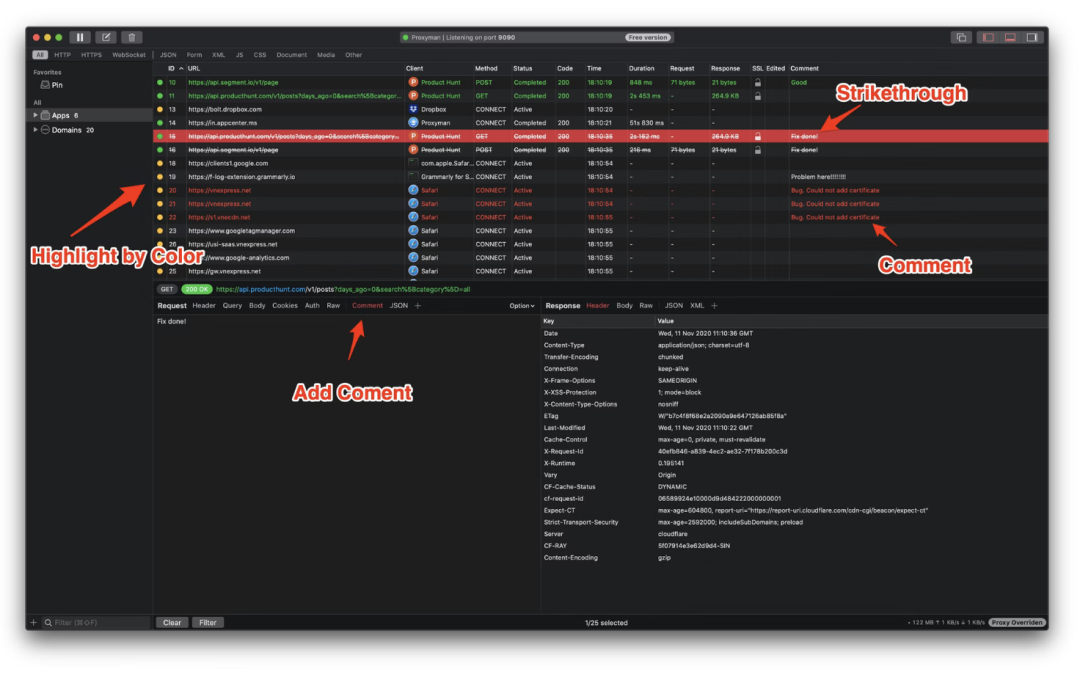 Proxyman | Listening on port 9090 Free version
All HTTP HTTPS WebSocket JSON Form XML JS CSS Document Media Other
Favorites
Pin
All
Apps 6
Domains 20
ID URL Client Method Status Code Time Duration Request Response SSL Edited Comment
10 https://api.segment.io/v1/page Product Hunt POST Completed 200 18:10:19 848 ms 71 bytes 21 bytes Good
11 https://api.producthunt.com/v1/posts?days_ago=0&search%5Bcategor... Product Hunt GET Completed 200 18:10:19 2s 453 ms - 264.9 KB
13 https://bolt.dropbox.com Dropbox CONNECT Active 18:10:20 - - -
14 https://in.appcenter.ms Proxyman CONNECT Completed 200 18:10:21 51s 830 ms - -
15 https://api.producthunt.com/v1/posts?days_ago=0&search%5Bcategory... Product Hunt GET Completed 200 18:10:35 2s 162 ms - 264.9 KB Fix done!
16 https://api.segment.io/v1/page Product Hunt POST Completed 200 18:10:35 216 ms 71 bytes 21 bytes Fix done!
18 https://clients1.google.com com.apple.Safar... CONNECT Active 18:10:54 - - -
19 https://f-log-extension.grammarly.io Grammarly for S... CONNECT Active 18:10:54 - - - Problem here!!!!!!!!
20 https://vnexpress.net Safari CONNECT Active 18:10:54 - - - Bug. Could not add certificate
21 https://vnexpress.net Safari CONNECT Active 18:10:54 - - - Bug. Could not add certificate
22 https://s1.vnecdn.net Safari CONNECT Active 18:10:55 - - - Bug. Could not add certificate
23 https://www.googletagmanager.com Safari CONNECT Active 18:10:55 - - -
26 https://usi-saas.vnexpress.net Safari CONNECT Active 18:10:55 - - -
https://www.google-analytics.com Safari CONNECT Active 18:10:55 - - -
25 https://gw.vnexpress.net Safari CONNECT Active 18:10:55 - - -
Strikethrough
Highlight by Color
Comment
GET 200 OK https://api.producthunt.com/v1/posts?days_ago=0&search%5Bcategory%5D=all
Request Header Query Body Cookies Auth Raw Comment JSON + Option
Fix done!
Add Coment
Response Header Body Raw JSON XML +
Key Value
Date Wed, 11 Nov 2020 11:10:36 GMT
Content-Type application/json; charset=utf-8
Transfer-Encoding chunked
Connection keep-alive
X-Frame-Options SAMEORIGIN
X-XSS-Protection 1; mode=block
X-Content-Type-Options nosniff
ETag W/"b7c4f8f68e2a2090a9e647126ab85f8a"
Last-Modified Wed, 11 Nov 2020 11:10:22 GMT
Cache-Control max-age=0, private, must-revalidate
X-Request-Id 40efb846-a839-4ec2-ae32-7f178b200c3d
X-Runtime 0.195141
Vary Origin
CF-Cache-Status DYNAMIC
cf-request-id 06589924e10000d9d484222000000001
Expect-CT max-age=604800, report-uri="https://report-uri.cloudflare.com/cdn-cgi/beacon/expect-ct"
Strict-Transport-Security max-age=2592000; includeSubDomains; preload
Server cloudflare
CF-RAY 5f07914e3e62d9d4-SIN
Content-Encoding gzip
+ Filter (⌘⇧F) Clear Filter 1/25 selected • 122 MB ↑ 1 KB/s ↓ 1 KB/s Proxy Overriden